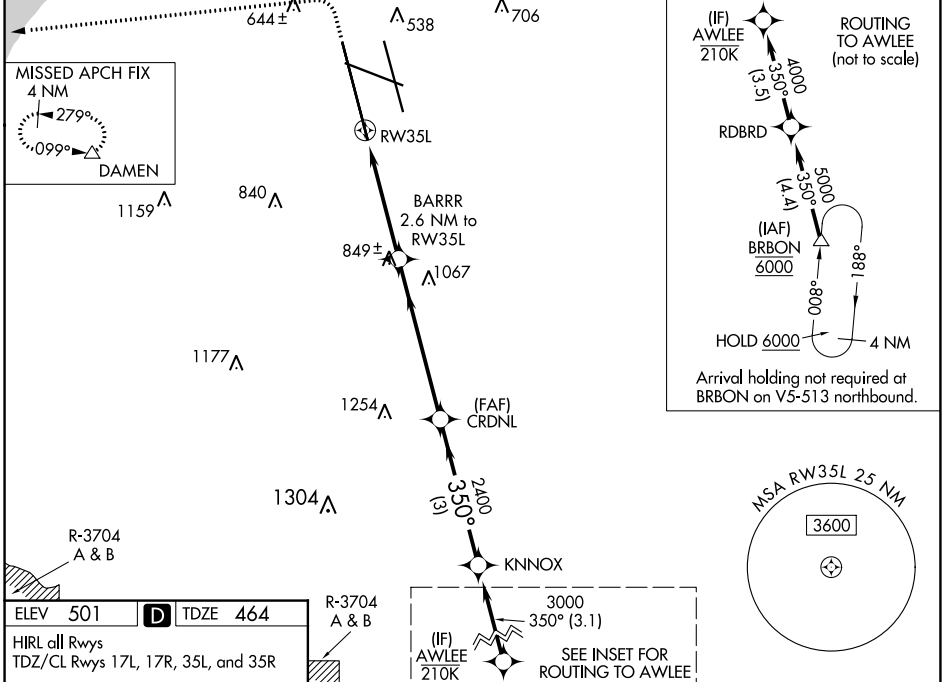 644 ±
538
706
MISSED APCH FIX
4 NM
279°
099°
DAMEN
RW35L
1159
840
BARRR
2.6 NM to
RW35L
849 ±
1067
1177
1254
(FAF)
CRDNL
2400
350°
(3)
1304
R-3704
A & B
KNNOX
3000
350° (3.1)
(IF)
AWLEE
210K
SEE INSET FOR
ROUTING TO AWLEE
R-3704
A & B
ELEV 501
D
TDZE 464
HIRL all Rwys
TDZ/CL Rwys 17L, 17R, 35L, and 35R
(IF)
AWLEE
210K
ROUTING
TO AWLEE
(not to scale)
4000
350°
(3.5)
RDBRD
5000
350°
(4.4)
(IAF)
BRBON
6000
008°
188°
HOLD 6000
4 NM
Arrival holding not required at
BRBON on V5-513 northbound.
MSA RW35L 25 NM
3600